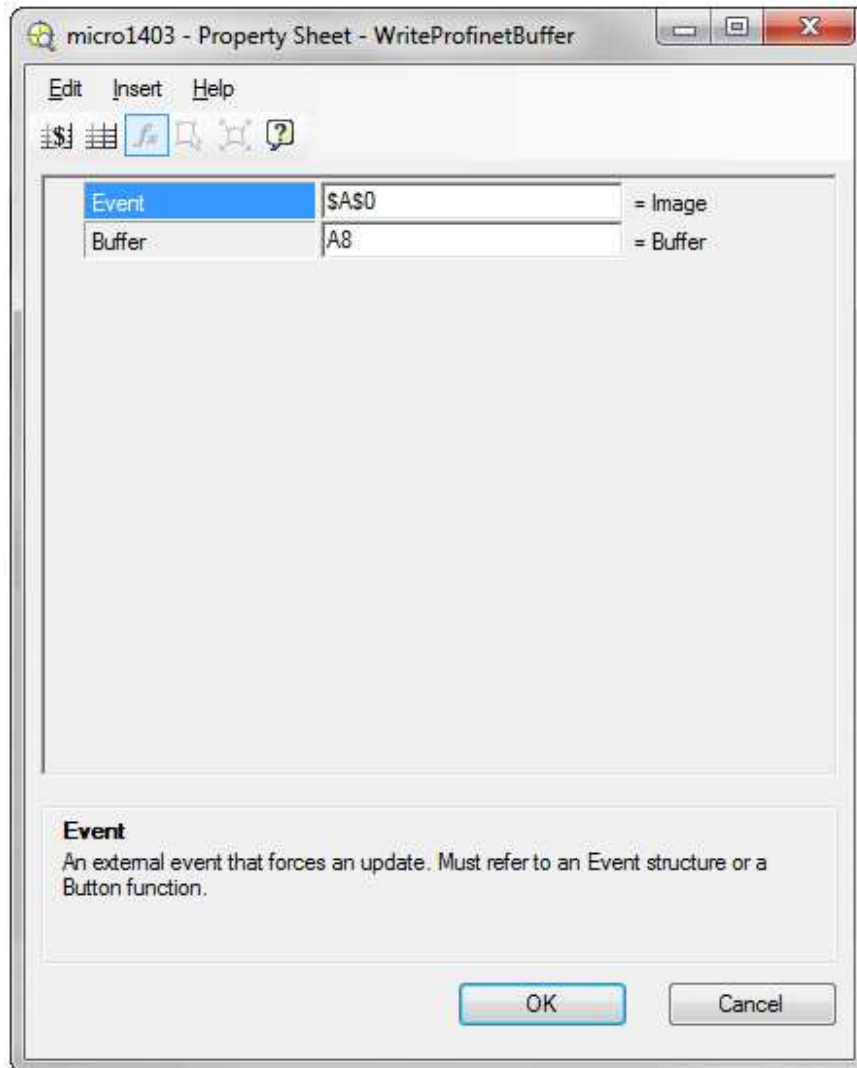 micro1403 - Property Sheet - WriteProfinetBuffer
Edit Insert Help
Event $A$0 = Image
Buffer A8 = Buffer
Event
An external event that forces an update. Must refer to an Event structure or a
Button function.
OK Cancel